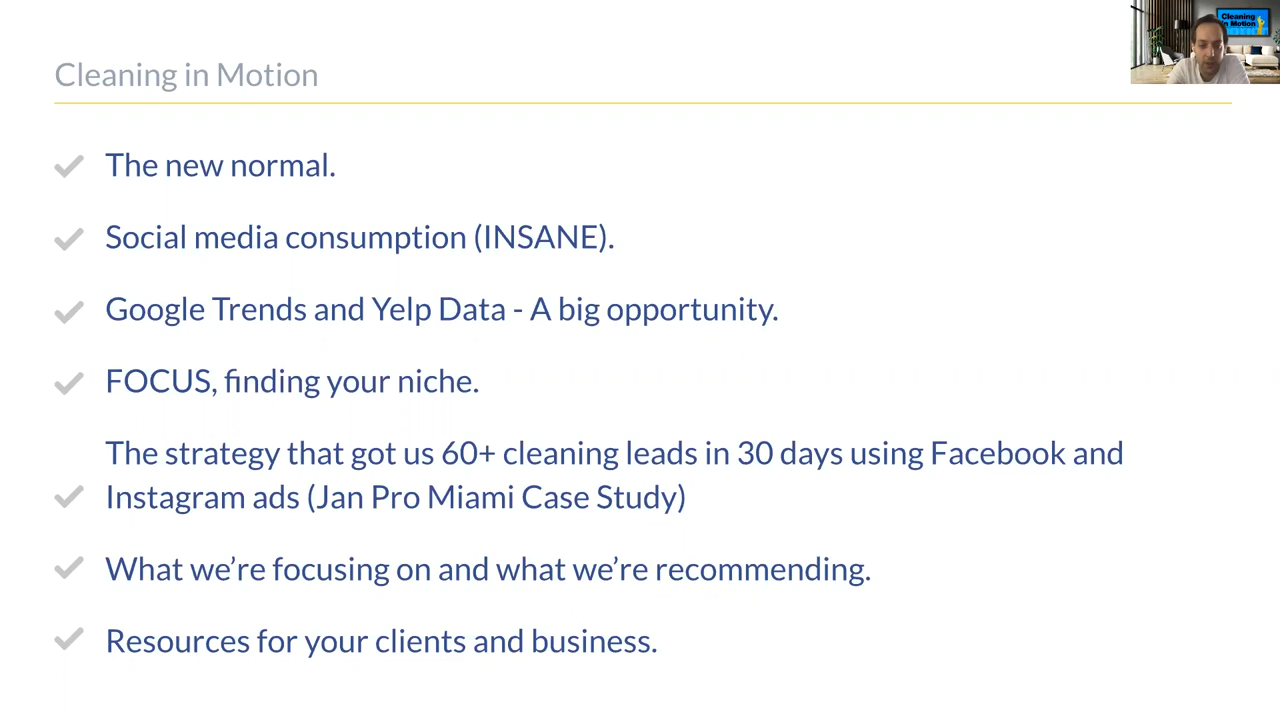 Cleaning in Motion
Cleaning
in Motion
The new normal.
Social media consumption (INSANE).
Google Trends and Yelp Data - A big opportunity.
FOCUS, finding your niche.
The strategy that got us 60+ cleaning leads in 30 days using Facebook and
Instagram ads (Jan Pro Miami Case Study)
What we’re focusing on and what we’re recommending.
Resources for your clients and business.